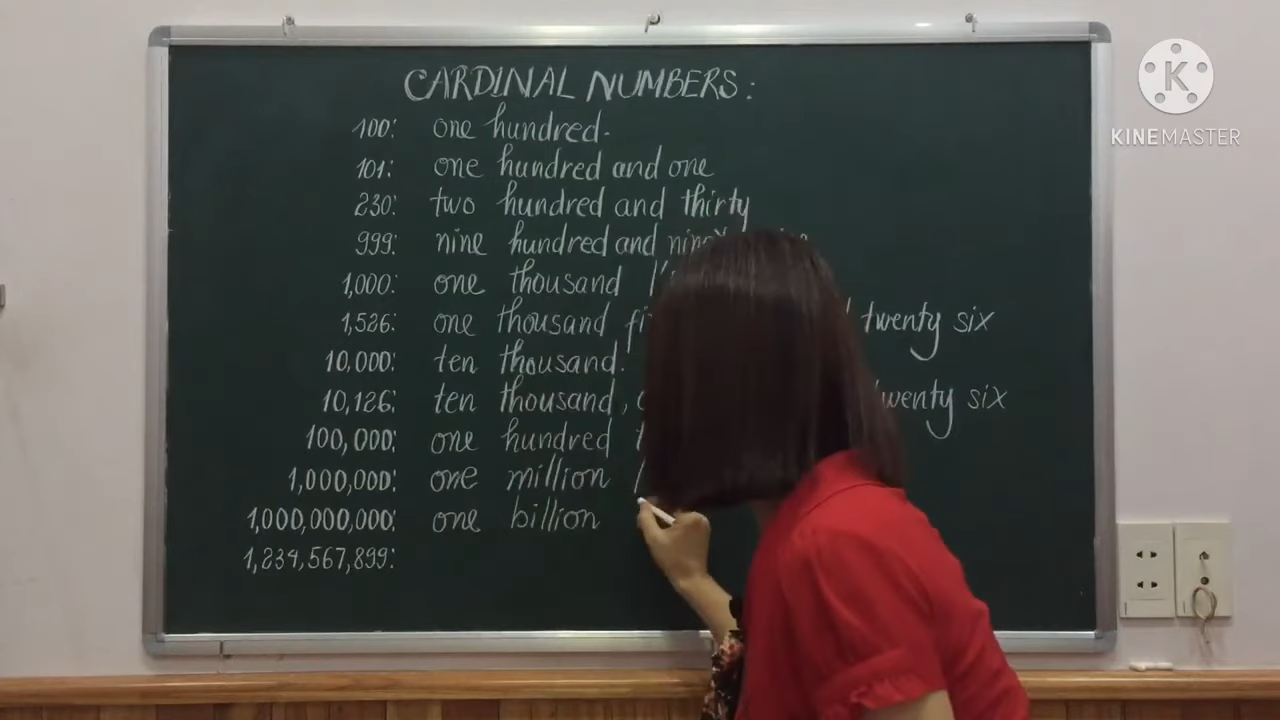 CARDINAL NUMBERS:
100: one hundred.
101: one hundred and one
230: two hundred and thirty
999: nine hundred and
1,000: one thousand
1,526: one thousand twenty six
10,000: ten thousand.
10,126: ten thousand, twenty six
100,000: one hundred
1,000,000: one million
1,000,000,000: one billion
1,234,567,899:
KINEMASTER